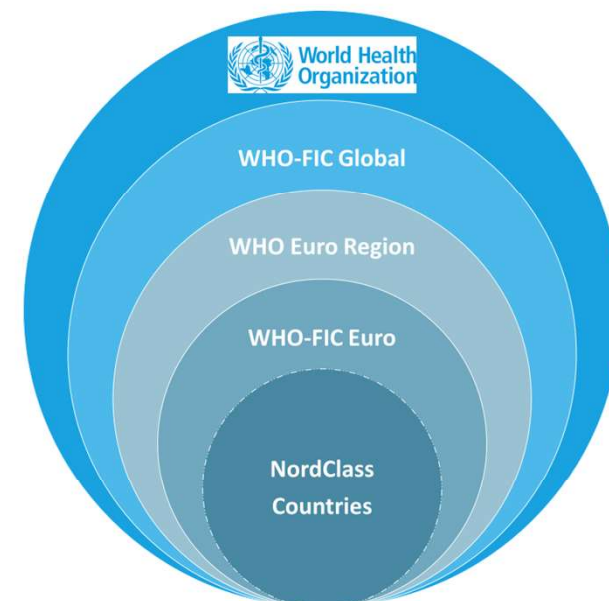 World Health
Organization
WHO-FIC Global
WHO Euro Region
WHO-FIC Euro
NordClass
Countries